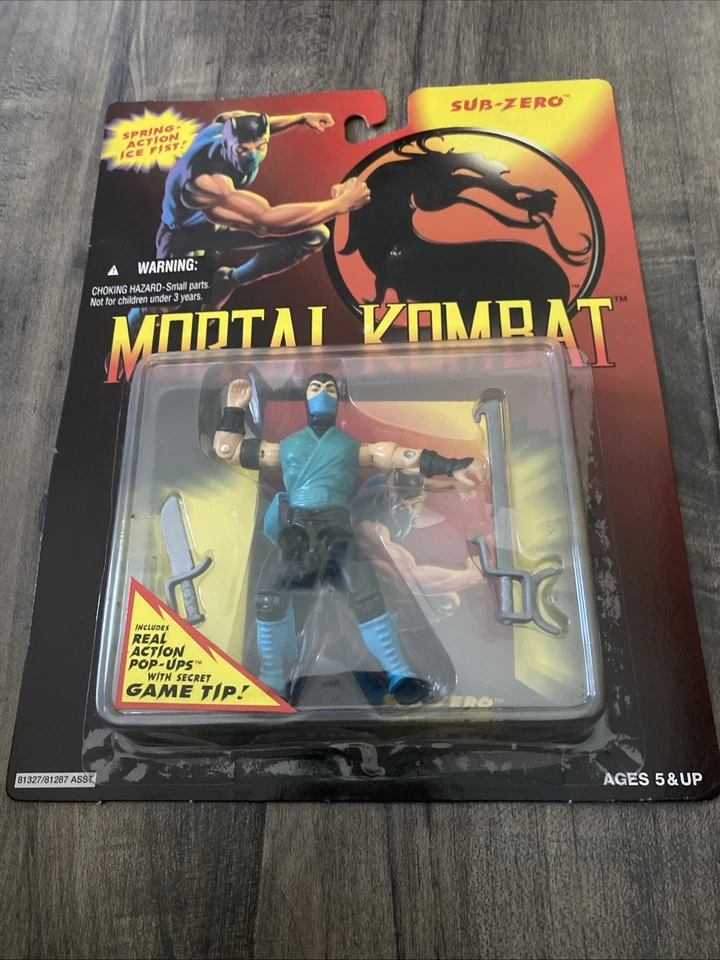 SPRING-
ACTION
ICE FIST!
SUB-ZERO™
WARNING:
CHOKING HAZARD-Small parts.
Not for children under 3 years.
™
MORTAL KOMBAT™
INCLUDES
REAL
ACTION
POP-UPS™
WITH SECRET
GAME TIP!
81327/81287 ASST.
AGES 5 & UP